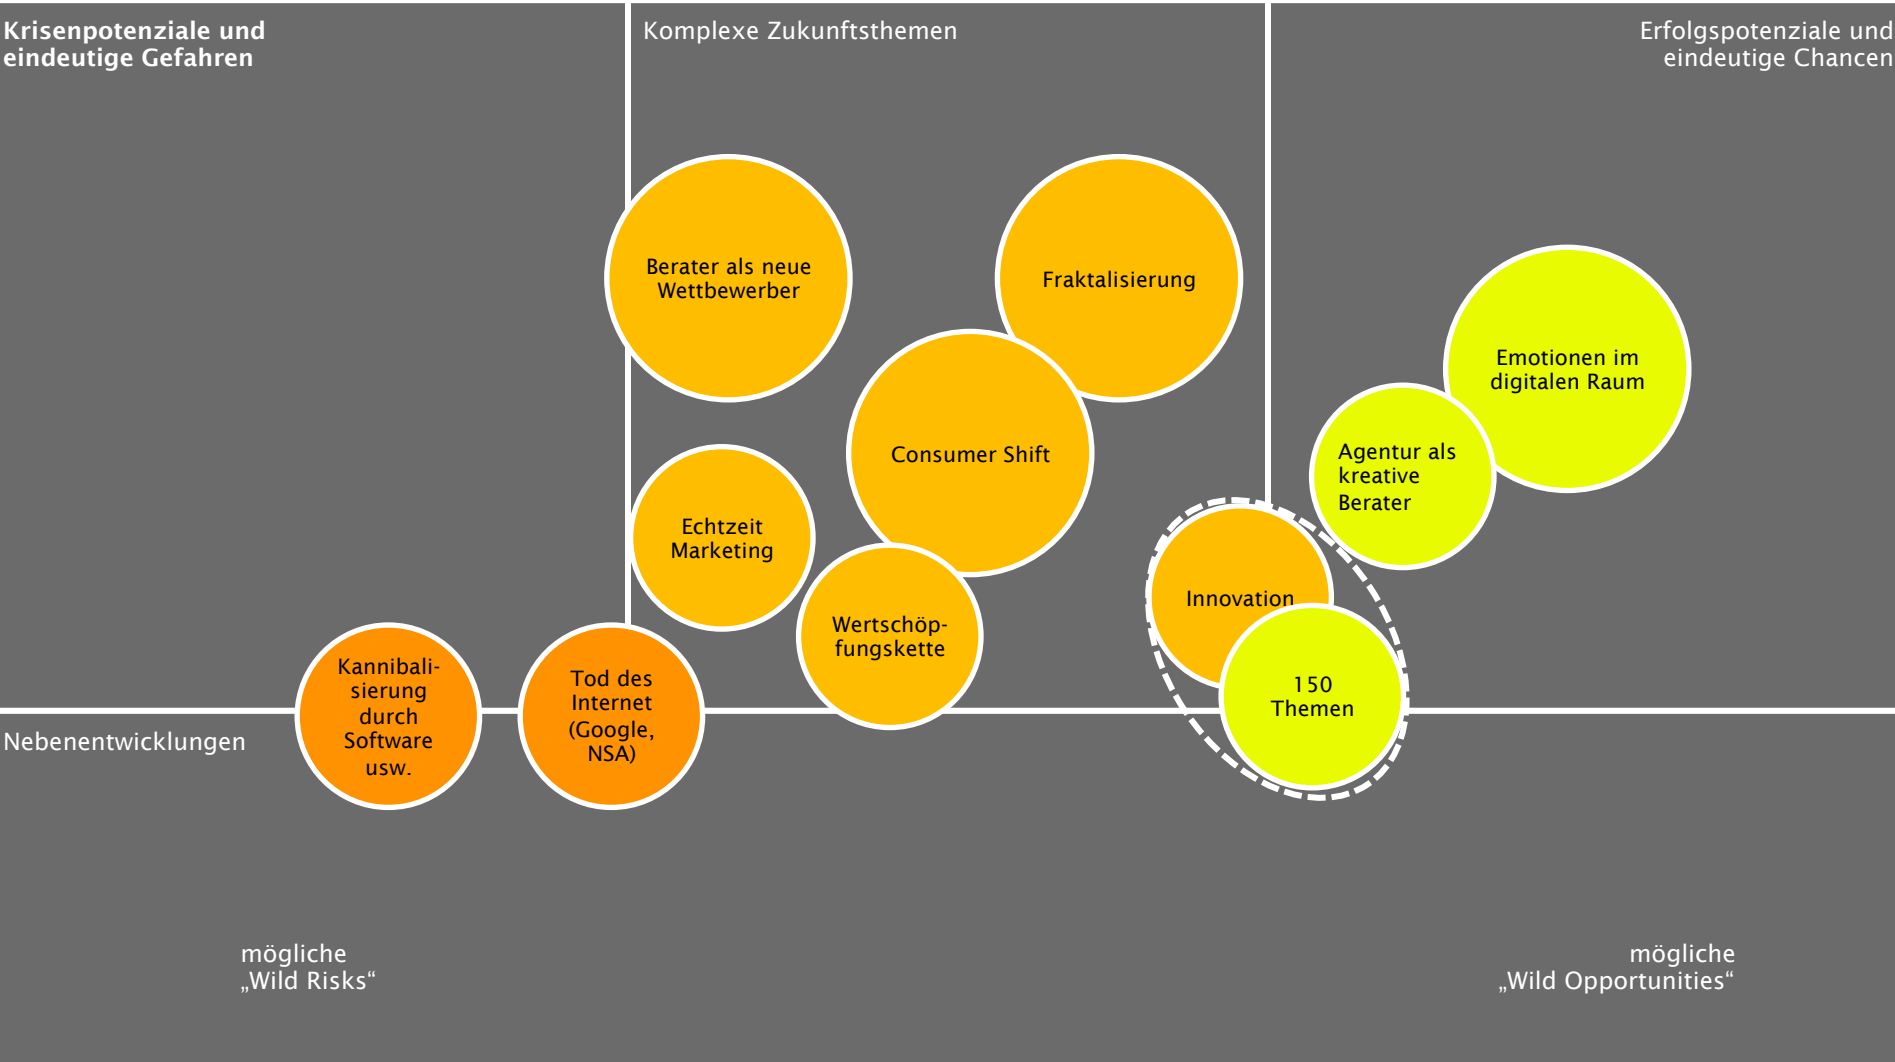 Krisenpotenziale und
eindeutige Gefahren
Komplexe Zukunftsthemen
Erfolgspotenziale und
eindeutige Chancen
Berater als neue
Wettbewerber
Fraktalisierung
Emotionen im
digitalen Raum
Consumer Shift
Agentur als
kreative
Berater
Echtzeit
Marketing
Innovation
Wertschöp-
fungskette
Kannibali-
sierung
durch
Software
usw.
Tod des
Internet
(Google,
NSA)
150
Themen
Nebenentwicklungen
mögliche
„Wild Risks“
mögliche
„Wild Opportunities“